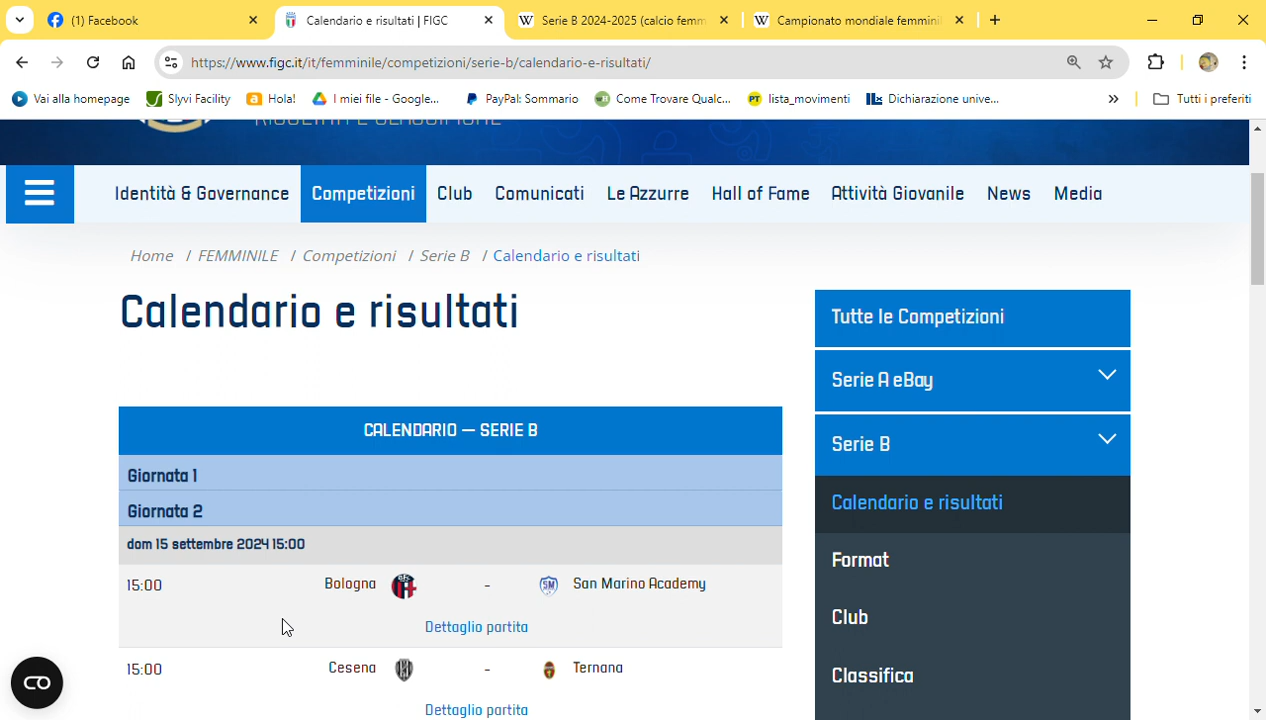 (1) Facebook
Calendario e risultati | FIGC
Serie B 2024-2025 (calcio femm
Campionato mondiale femminil
https://www.figc.it/it/femminile/competizioni/serie-b/calendario-e-risultati/
Vai alla homepage
Slyvi Facility
Hola!
I miei file - Google...
PayPal: Sommario
Come Trovare Qualc...
lista_movimenti
Dichiarazione unive...
Tutti i preferiti
RISULTATI E CLASSIFICHE
Identità & Governance
Competizioni
Club
Comunicati
Le Azzurre
Hall of Fame
Attività Giovanile
News
Media
Home / FEMMINILE / Competizioni / Serie B / Calendario e risultati
Calendario e risultati
CALENDARIO — SERIE B
Giornata 1
Giornata 2
dom 15 settembre 2024 15:00
15:00 Bologna - San Marino Academy
Dettaglio partita
15:00 Cesena - Ternana
Dettaglio partita
Tutte le Competizioni
Serie A eBay
Serie B
Calendario e risultati
Format
Club
Classifica